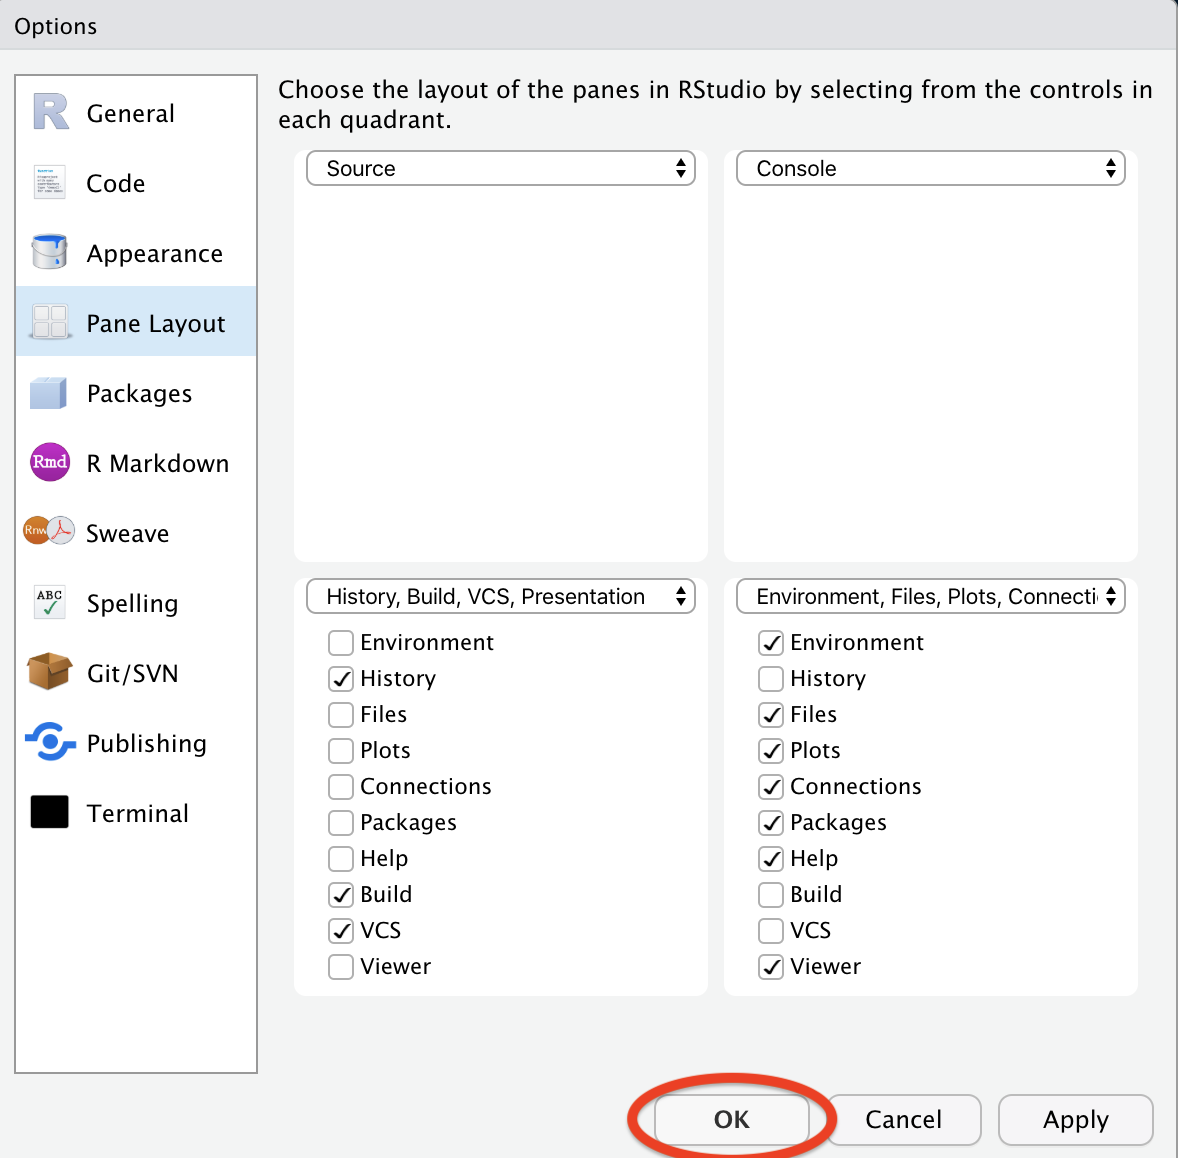 Options
General
Code
Appearance
Pane Layout
Packages
Rmd
R Markdown
Rnw
Sweave
ABC
Spelling
Git/SVN
Publishing
Terminal
Choose the layout of the panes in RStudio by selecting from the controls in
each quadrant.
Source
Console
History, Build, VCS, Presentation
Environment
History
Files
Plots
Connections
Packages
Help
Build
VCS
Viewer
Environment, Files, Plots, Connecti
Environment
History
Files
Plots
Connections
Packages
Help
Build
VCS
Viewer
OK
Cancel
Apply